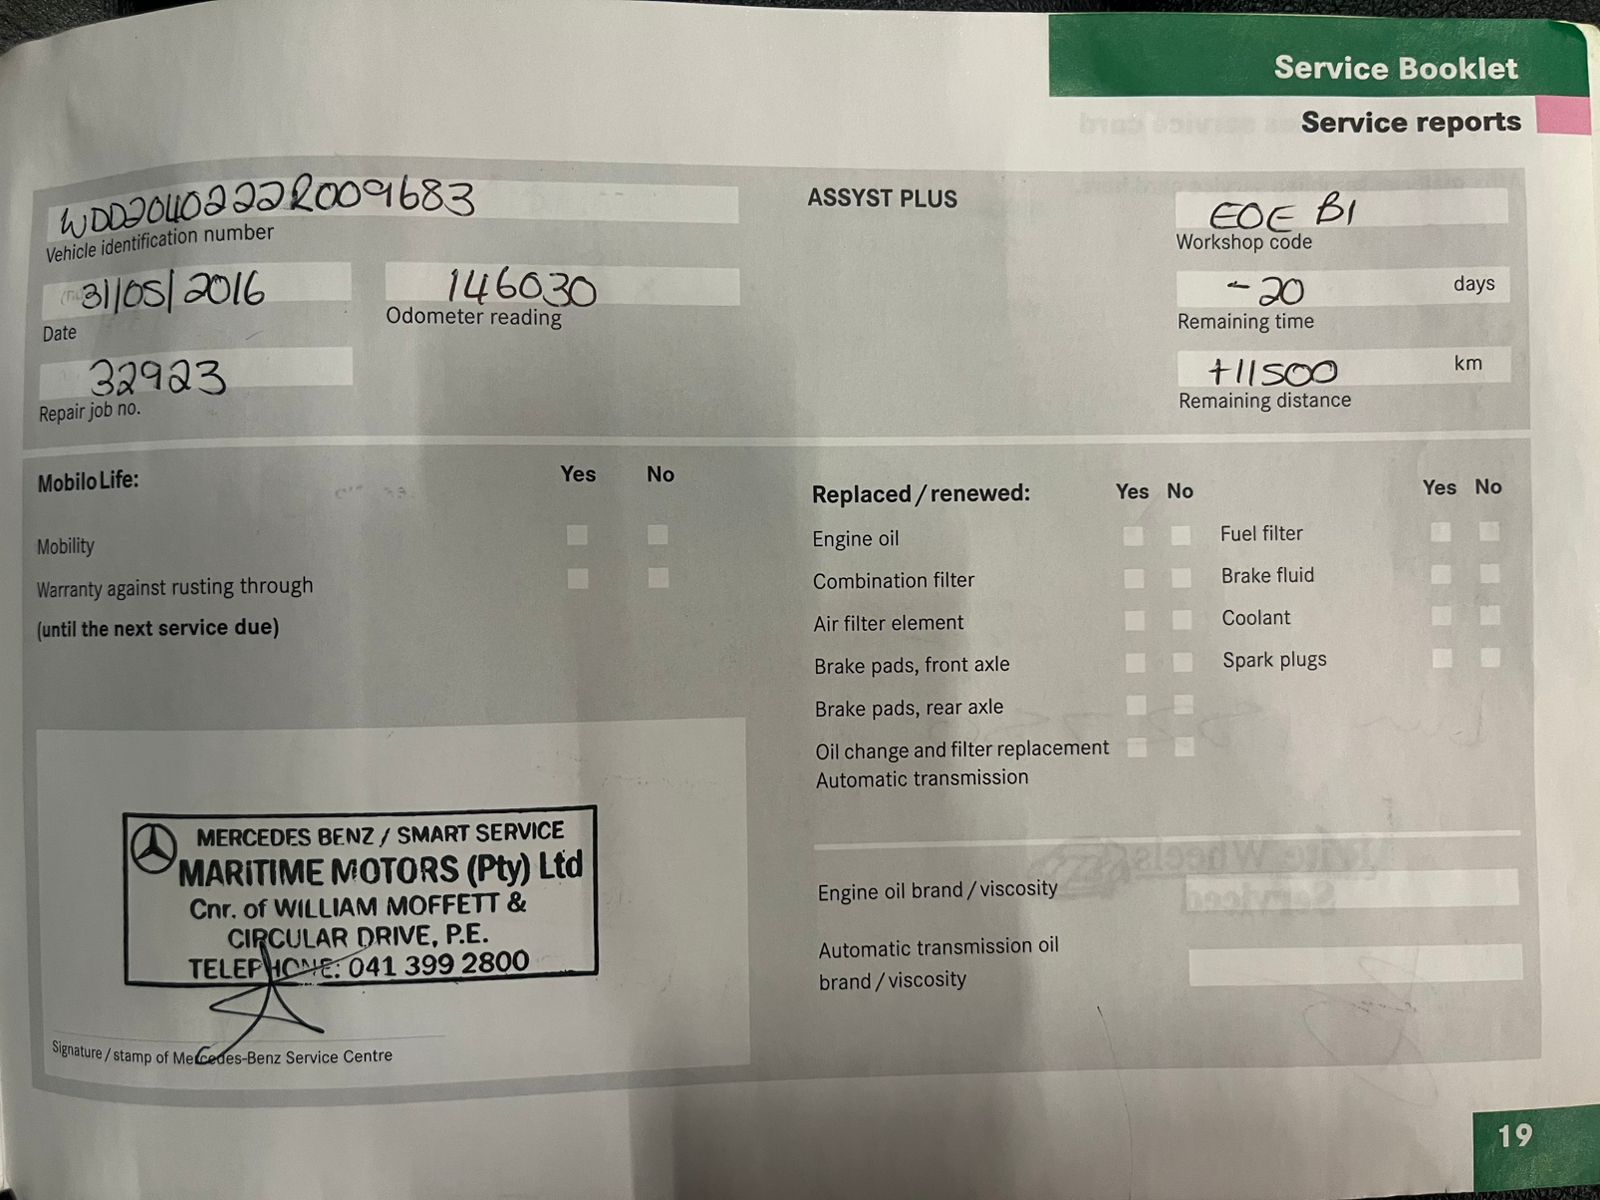 Service Booklet
Service reports
WDD2040222R009683
Vehicle identification number
31/05/2016
Date
146030
Odometer reading
32923
Repair job no.
ASSYST PLUS
EOE B1
Workshop code
-20 days
Remaining time
+11500 km
Remaining distance
MobiloLife: Yes No
Mobility
Warranty against rusting through
(until the next service due)
Replaced / renewed: Yes No
Engine oil
Combination filter
Air filter element
Brake pads, front axle
Brake pads, rear axle
Oil change and filter replacement
Automatic transmission
Yes No
Fuel filter
Brake fluid
Coolant
Spark plugs
Engine oil brand / viscosity
Automatic transmission oil
brand / viscosity
MERCEDES BENZ / SMART SERVICE
MARITIME MOTORS (Pty) Ltd
Cnr. of WILLIAM MOFFETT &
CIRCULAR DRIVE, P.E.
TELEPHONE: 041 399 2800
Signature / stamp of Mercedes-Benz Service Centre
19